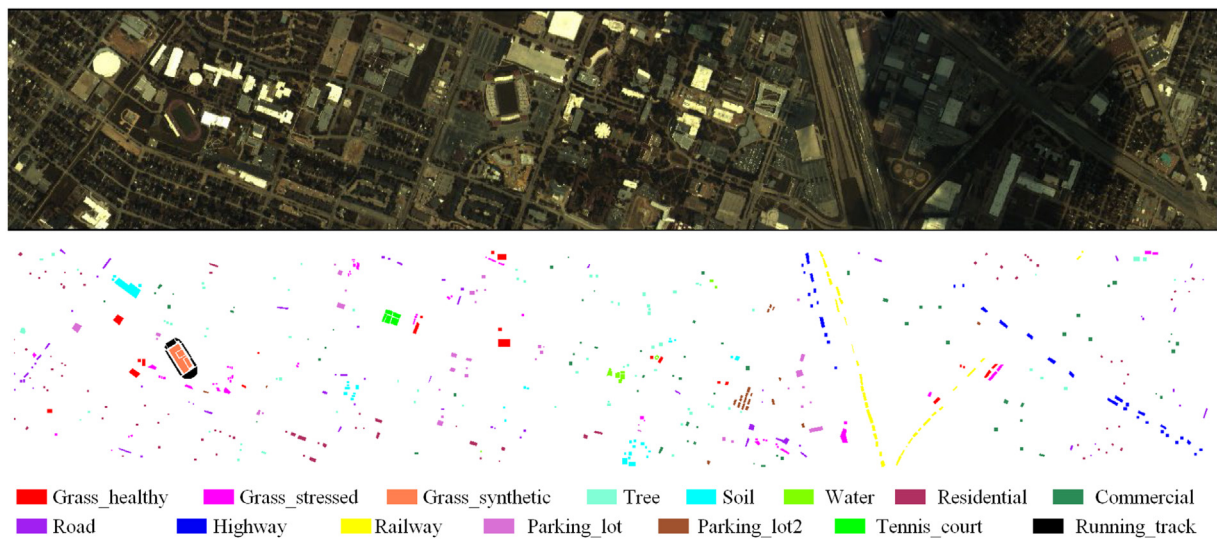 Grass_healthy Grass_stressed Grass_synthetic Tree Soil Water Residential Commercial
Road Highway Railway Parking_lot Parking_lot2 Tennis_court Running_track